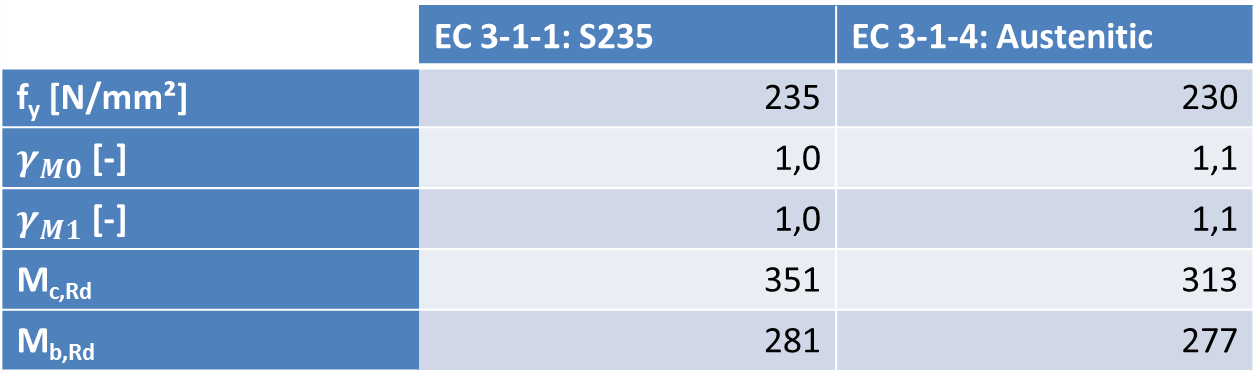 EC 3-1-1: S235 EC 3-1-4: Austenitic
fy [N/mm²] 235 230
γM0 [-] 1,0 1,1
γM1 [-] 1,0 1,1
Mc,Rd 351 313
Mb,Rd 281 277